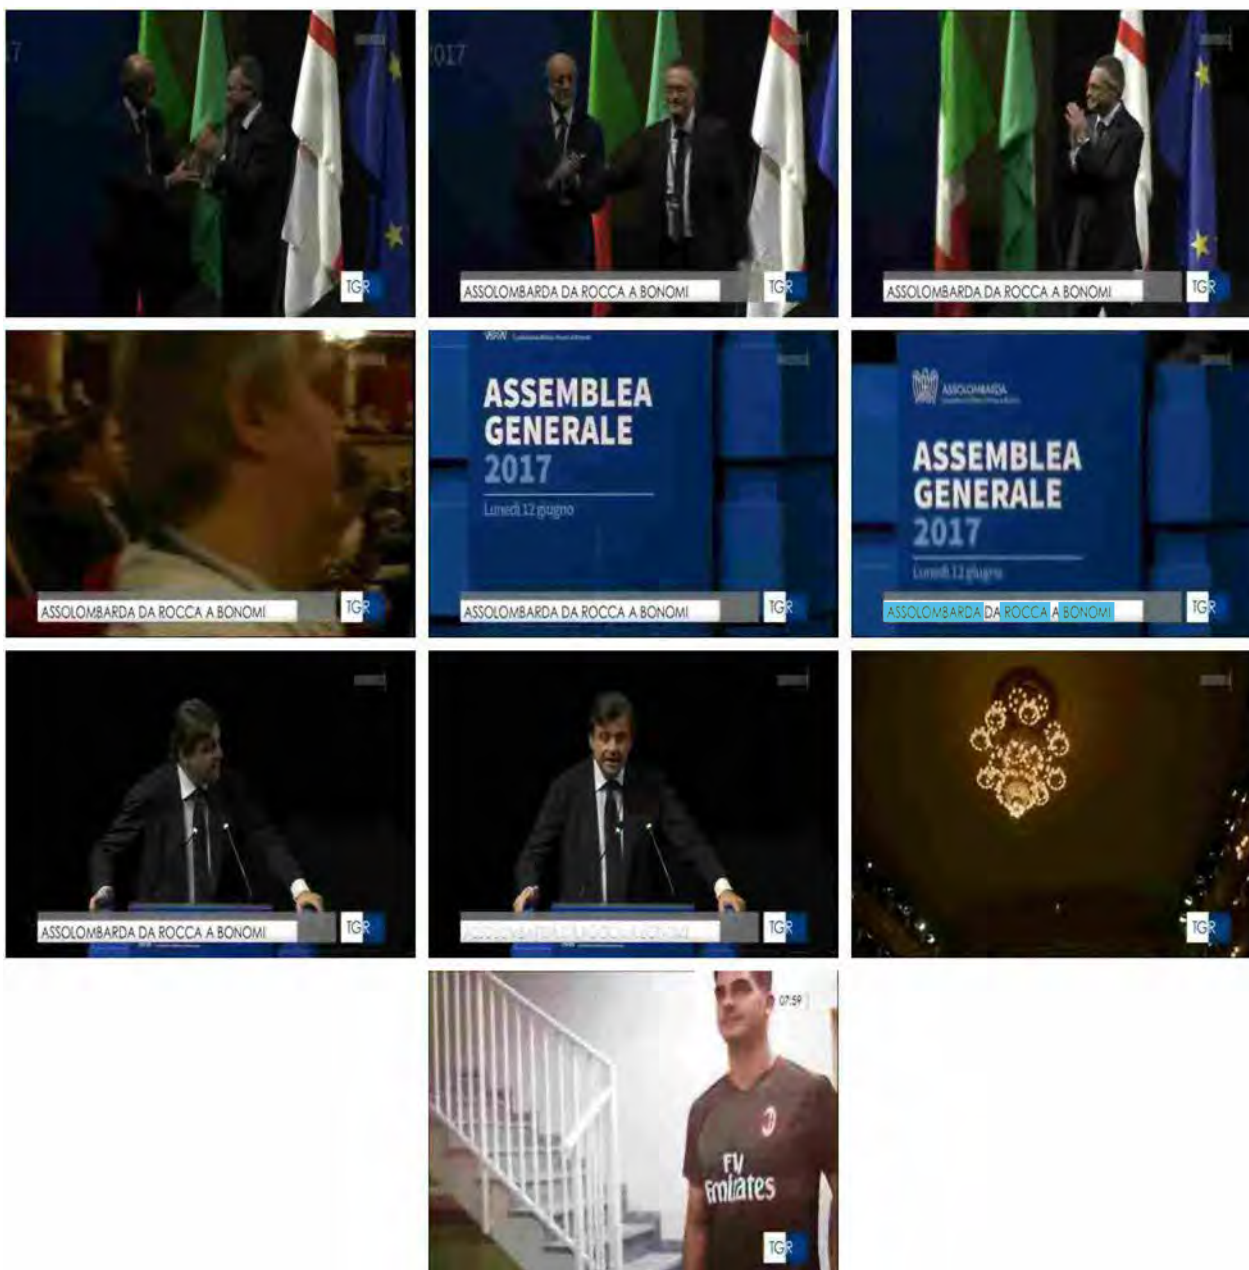 17
TGR
2017
ASSOLOMBARDA DA ROCCA A BONOMI
TGR
ASSOLOMBARDA DA ROCCA A BONOMI
TGR
ASSOLOMBARDA DA ROCCA A BONOMI
TGR
ASSEMBLEA
GENERALE
2017
Lunedì 12 giugno
ASSOLOMBARDA DA ROCCA A BONOMI
TGR
ASSOLOMBARDA
ASSEMBLEA
GENERALE
2017
Lunedì 12 giugno
ASSOLOMBARDA DA ROCCA A BONOMI
TGR
ASSOLOMBARDA DA ROCCA A BONOMI
TGR
ASSOLOMBARDA DA ROCCA A BONOMI
TGR
TGR
07:59
Fly
Emirates
TGR